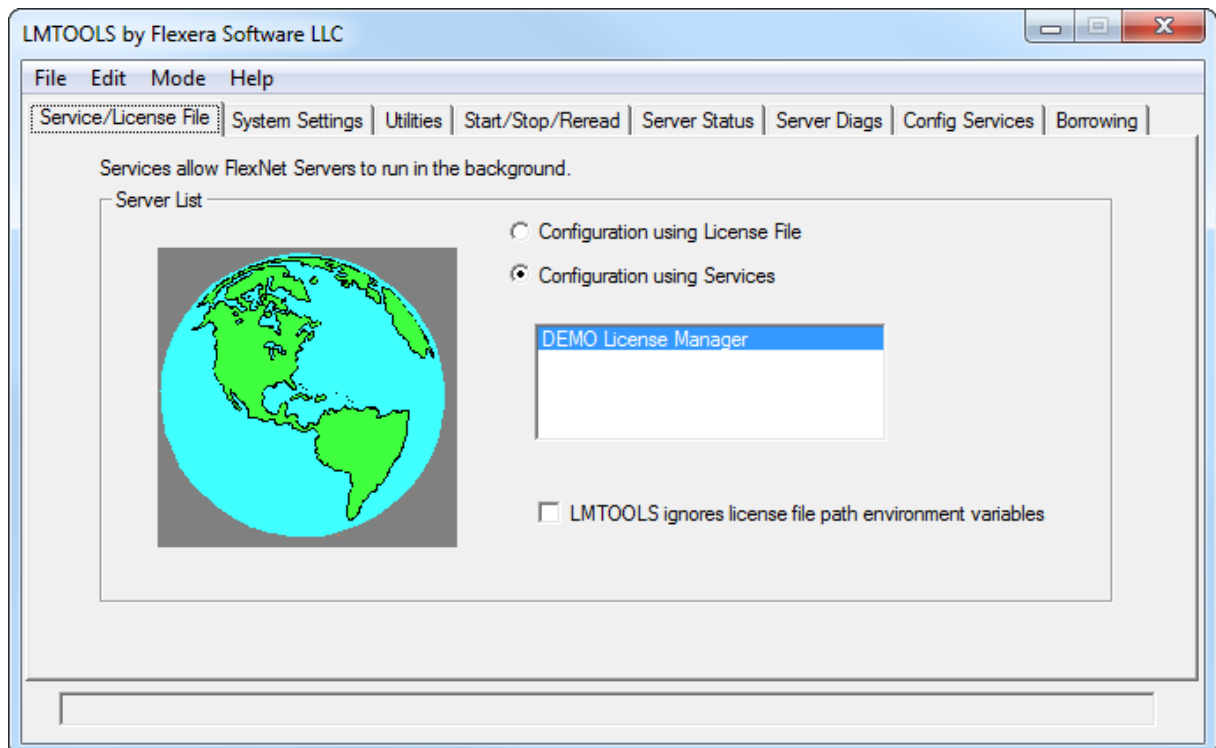 LMTOOLS by Flexera Software LLC
File Edit Mode Help
Service/License File System Settings Utilities Start/Stop/Reread Server Status Server Diags Config Services Borrowing
Services allow FlexNet Servers to run in the background.
Server List
Configuration using License File
Configuration using Services
DEMO License Manager
LMTOOLS ignores license file path environment variables